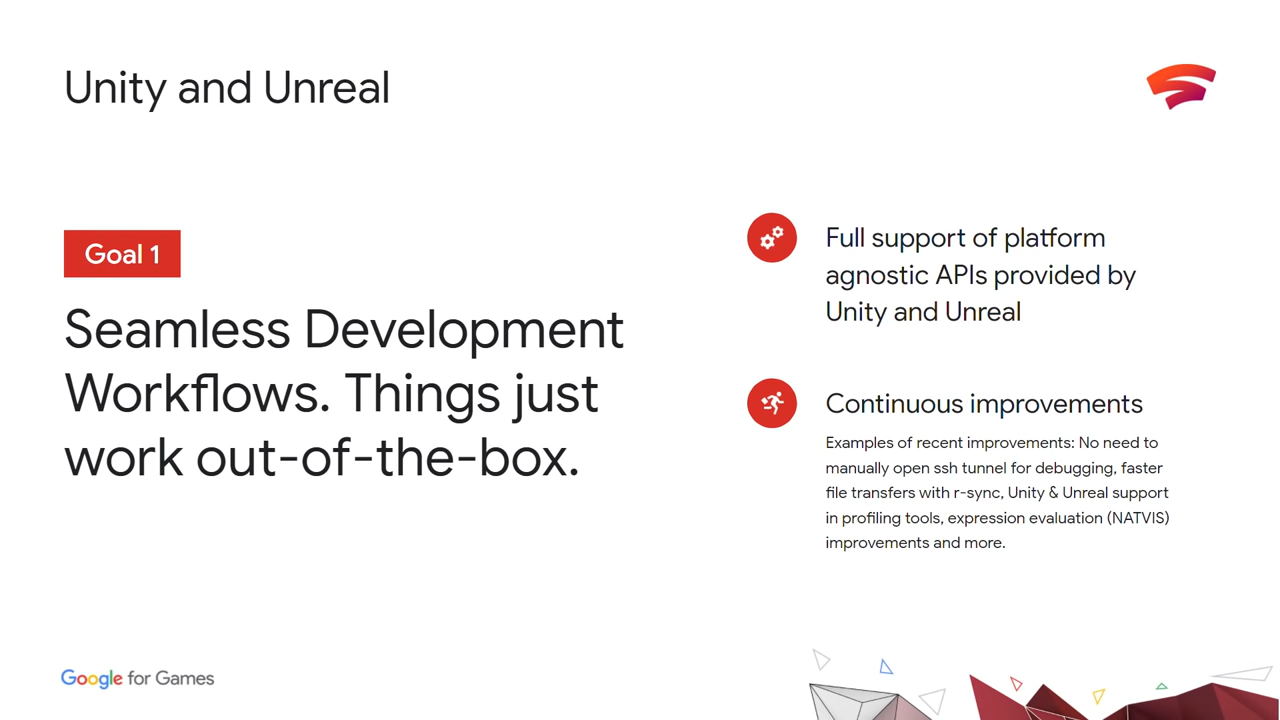 Unity and Unreal
Goal 1
Seamless Development
Workflows. Things just
work out-of-the-box.
Full support of platform
agnostic APIs provided by
Unity and Unreal
Continuous improvements
Examples of recent improvements: No need to
manually open ssh tunnel for debugging, faster
file transfers with r-sync, Unity & Unreal support
in profiling tools, expression evaluation (NATVIS)
improvements and more.
Google for Games